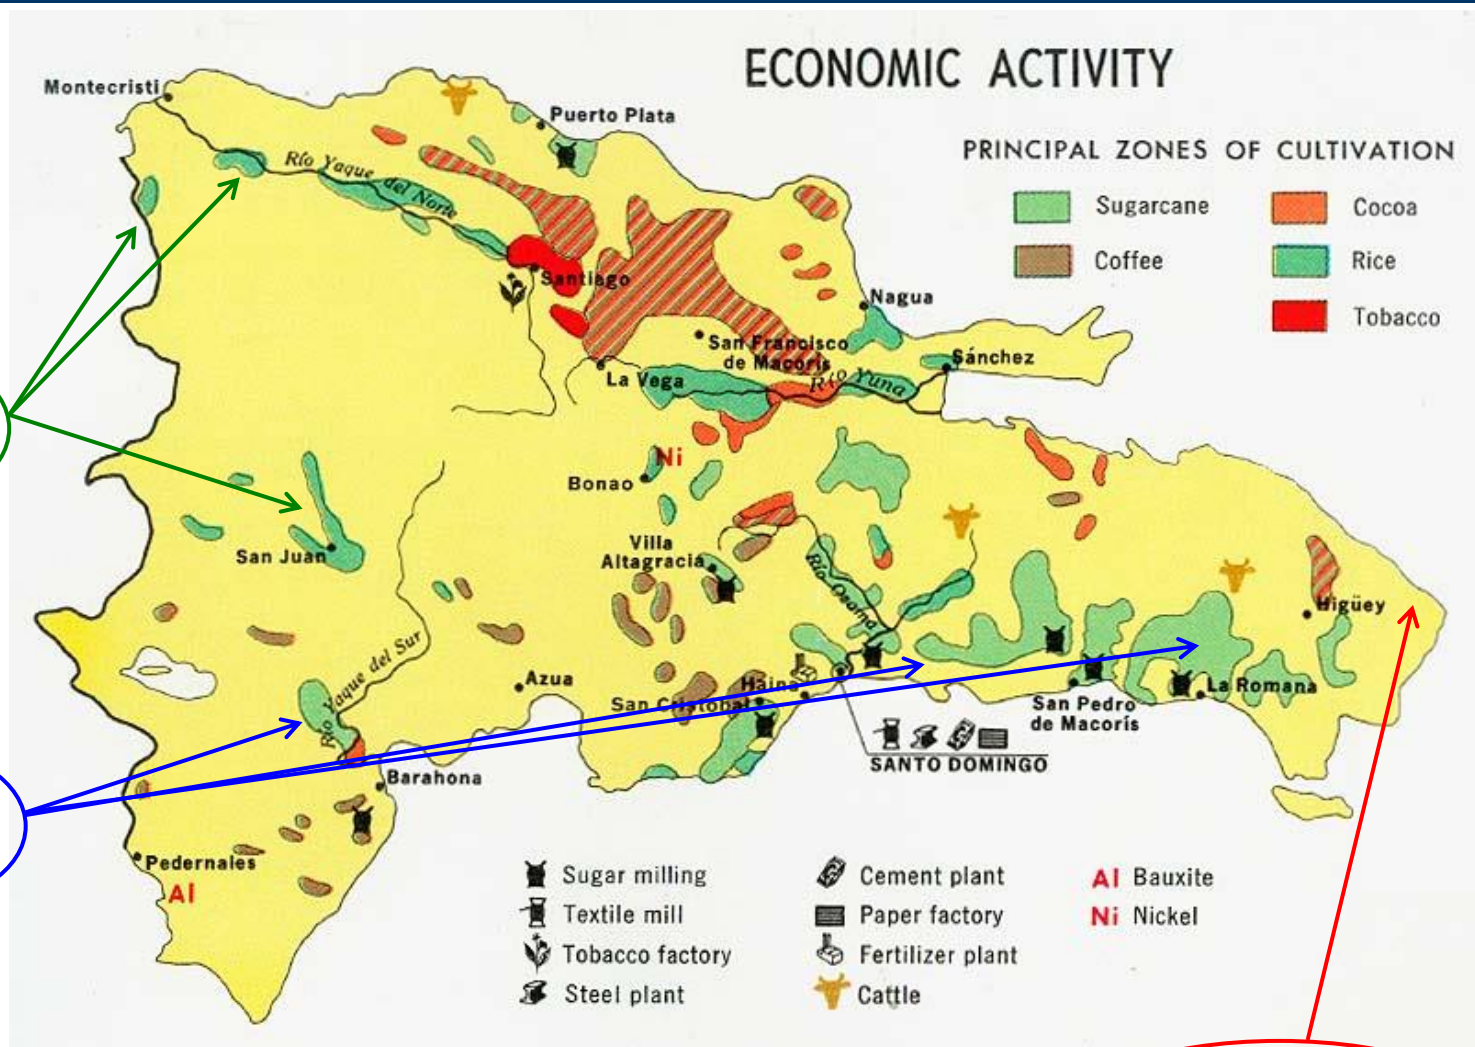 ECONOMIC ACTIVITY
Montecristi
Puerto Plata
PRINCIPAL ZONES OF CULTIVATION
Sugarcane
Cocoa
Coffee
Rice
Tobacco
Río Yaque del Norte
Santiago
Nagua
San Francisco
de Macorís
Sánchez
La Vega
Río Yuna
Ni
Bonao
San Juan
Villa
Altagracia
Río Ozama
Higüey
Río Yaque del Sur
Azua
Haina
San Cristóbal
La Romana
San Pedro
de Macorís
SANTO DOMINGO
Barahona
Pedernales
Al
Sugar milling
Textile mill
Tobacco factory
Steel plant
Cement plant
Paper factory
Fertilizer plant
Cattle
Al Bauxite
Ni Nickel